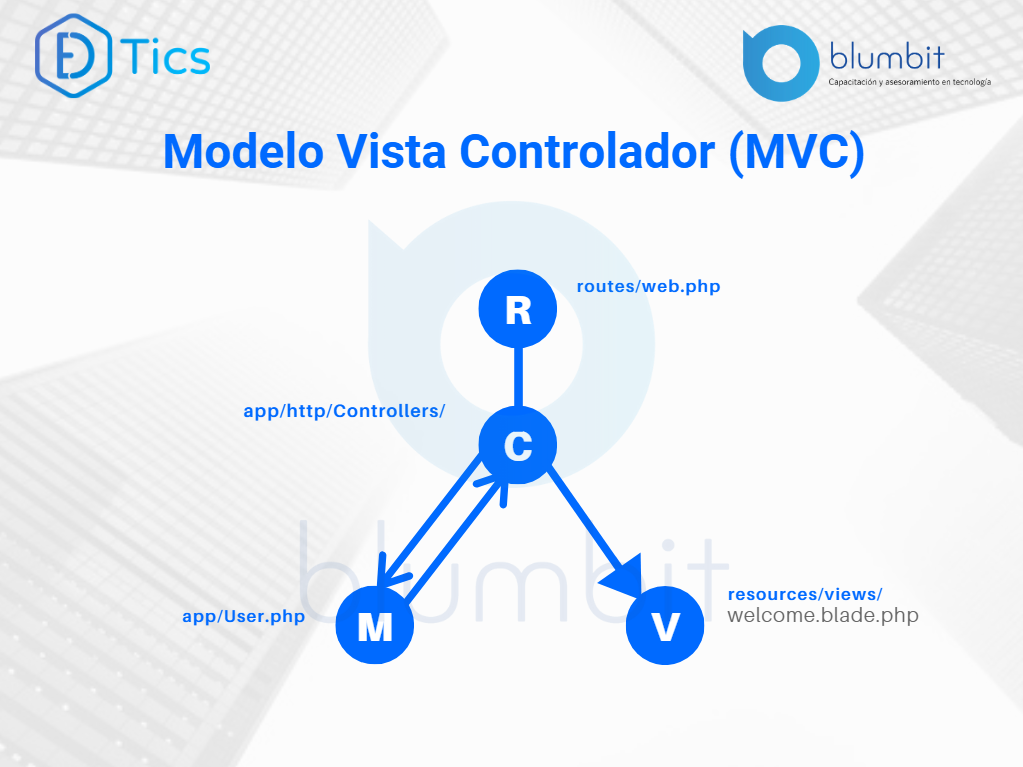 Tics
blumbit
Capacitación y asesoramiento en tecnología
Modelo Vista Controlador (MVC)
R
routes/web.php
app/http/Controllers/
C
blumbit
app/User.php
M
V
resources/views/
welcome.blade.php